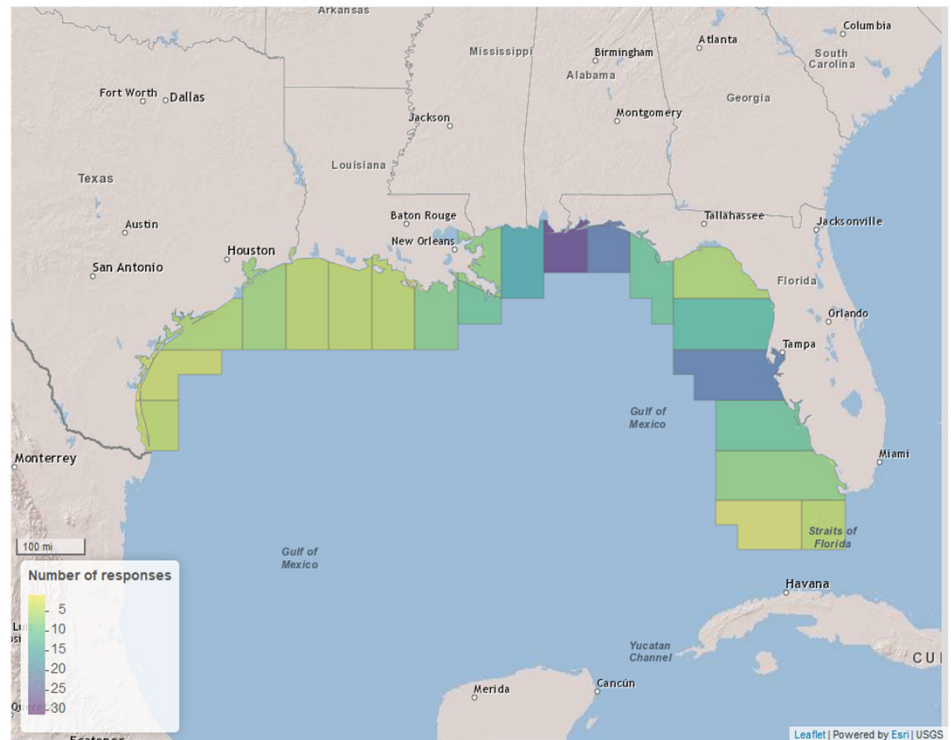 Arkansas
Columbia
Atlanta
Mississippi
Birmingham
South
Carolina
Alabama
Fort Worth
Dallas
Georgia
Jackson
Montgomery
Louisiana
Texas
Baton Rouge
Tallahassee
Jacksonville
Austin
New Orleans
Houston
San Antonio
Florida
Orlando
Tampa
Gulf of
Mexico
Monterrey
Miami
Straits of
Florida
100 mi
Gulf of
Mexico
Number of responses
5
10
15
20
25
30
Havana
Yucatan
Channel
Merida
Cancún
Leaflet | Powered by Esri | USGS